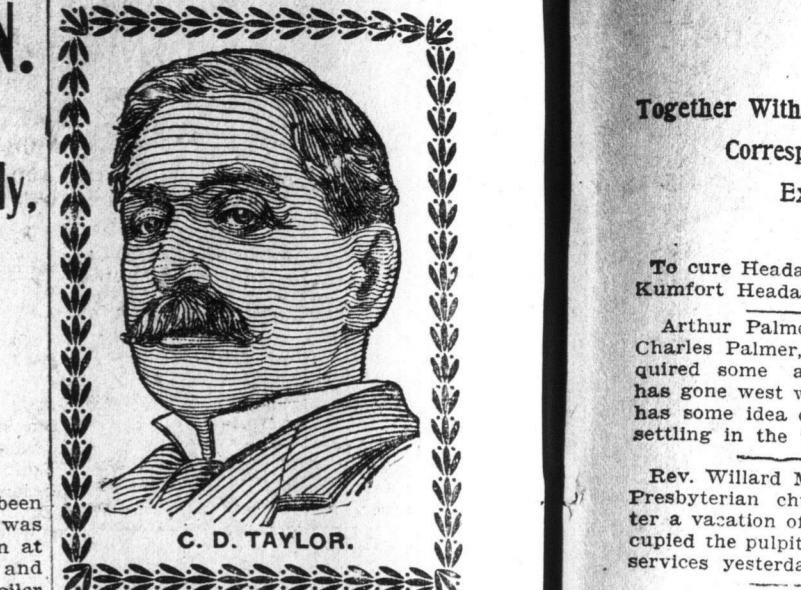 N.
ly,
been
was
n at
and
C. D. TAYLOR.
Together With
Corresp
Ex
To cure Heada
Kumfort Heada
Arthur Palme
Charles Palmer,
quired some a
has gone west w
has some idea
settling in the
Rev. Willard M
Presbyterian ch
ter a vacation of
cupied the pulpit
services yesterda